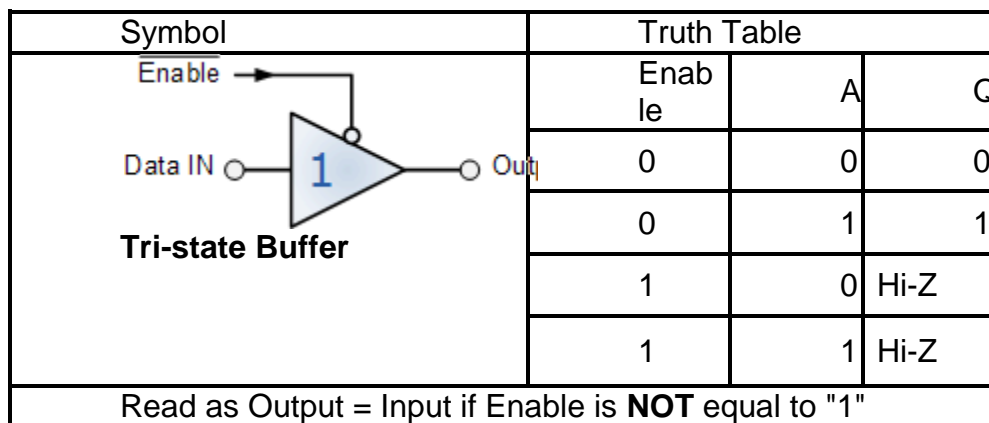 Symbol Truth Table
Enable
Enab
le A Q
Data IN 1 Out
0 0 0
0 1 1
Tri-state Buffer
1 0 Hi-Z
1 1 Hi-Z
Read as Output = Input if Enable is NOT equal to "1"